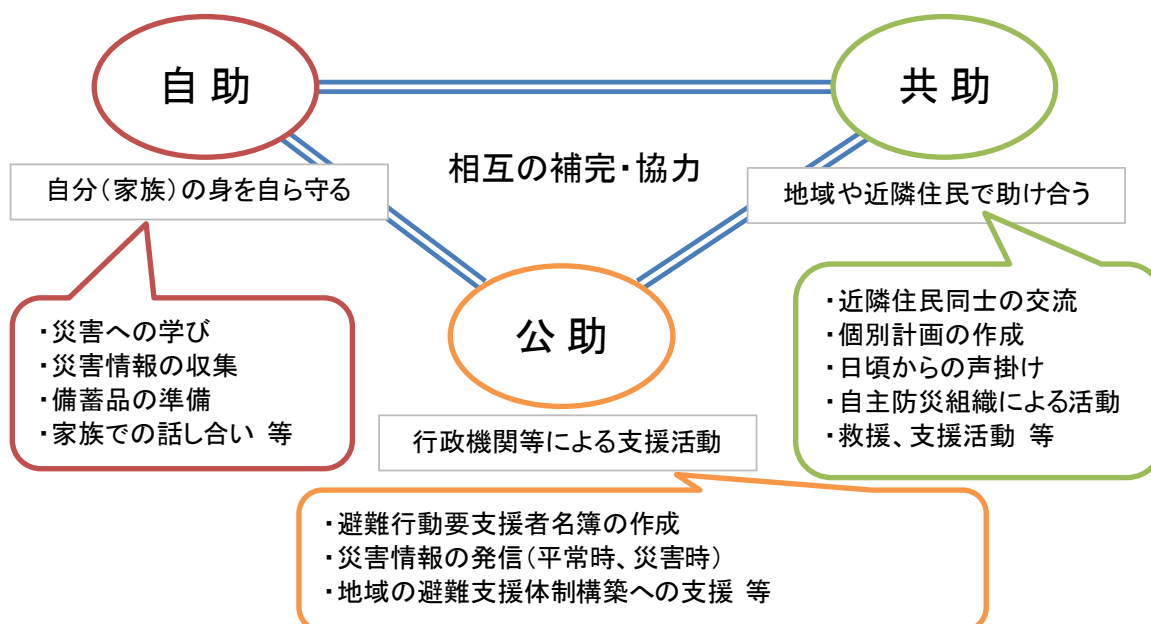 自助
共助
相互の補完・協力
自分(家族)の身を自ら守る
地域や近隣住民で助け合う
・災害への学び
・災害情報の収集
・備蓄品の準備
・家族での話し合い 等
・近隣住民同士の交流
・個別計画の作成
・日頃からの声掛け
・自主防災組織による活動
・救援、支援活動 等
公助
行政機関等による支援活動
・避難行動要支援者名簿の作成
・災害情報の発信(平常時、災害時)
・地域の避難支援体制構築への支援 等